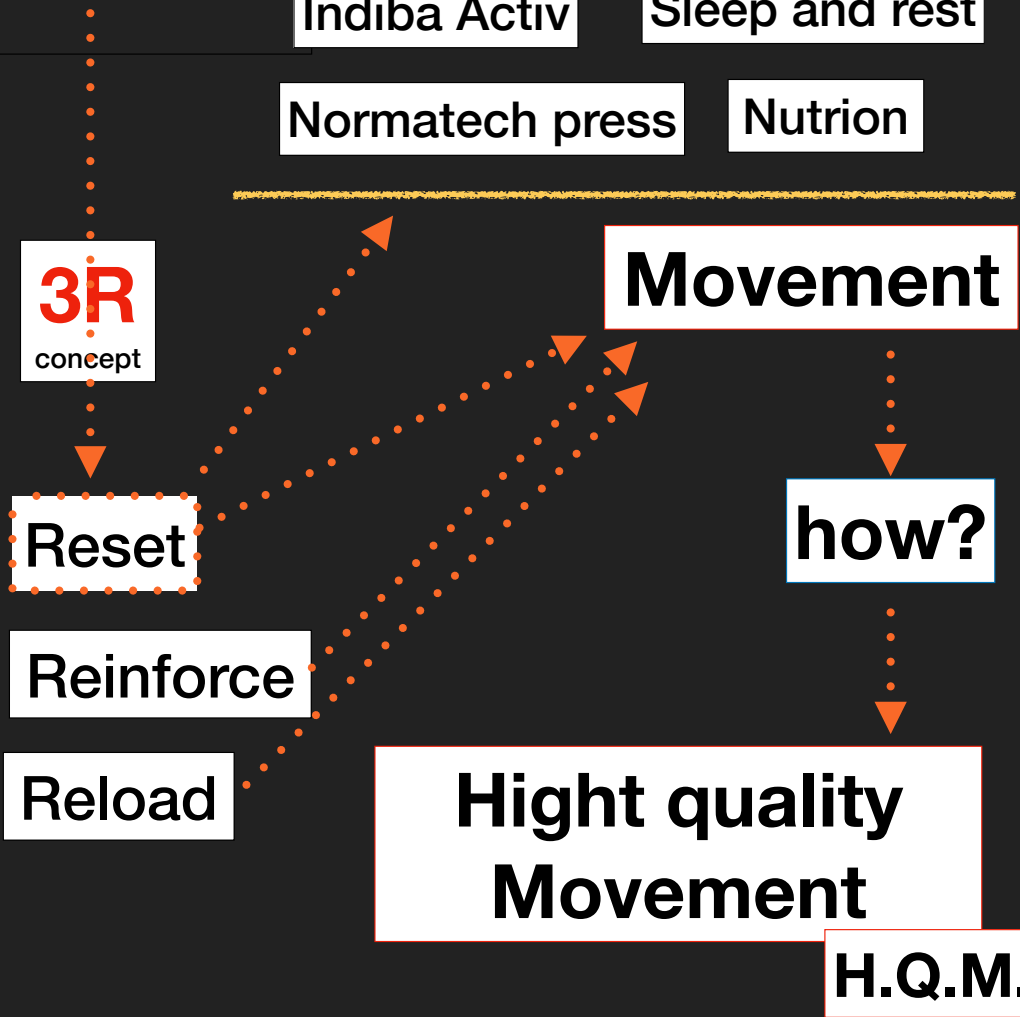 Indiba Activ
Sleep and rest
Normatech press
Nutrion
3R
concept
Movement
Reset
how?
Reinforce
Reload
Hight quality
Movement
H.Q.M.